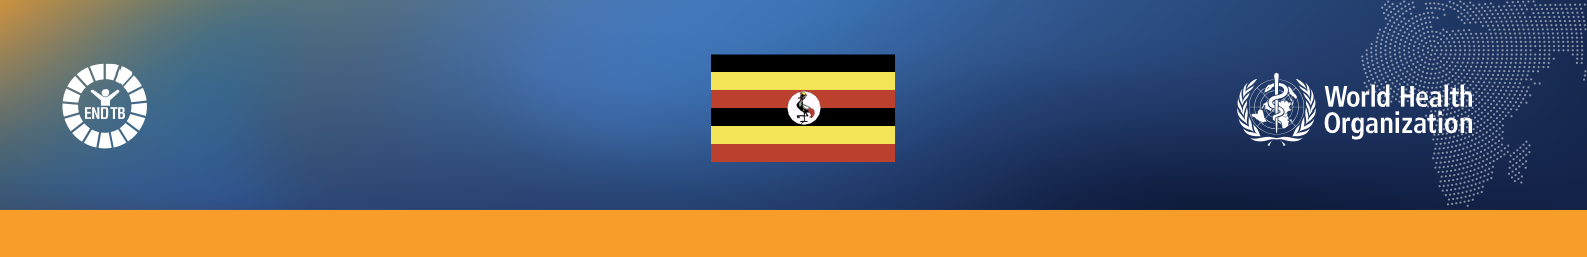 END TB
World Health
Organization